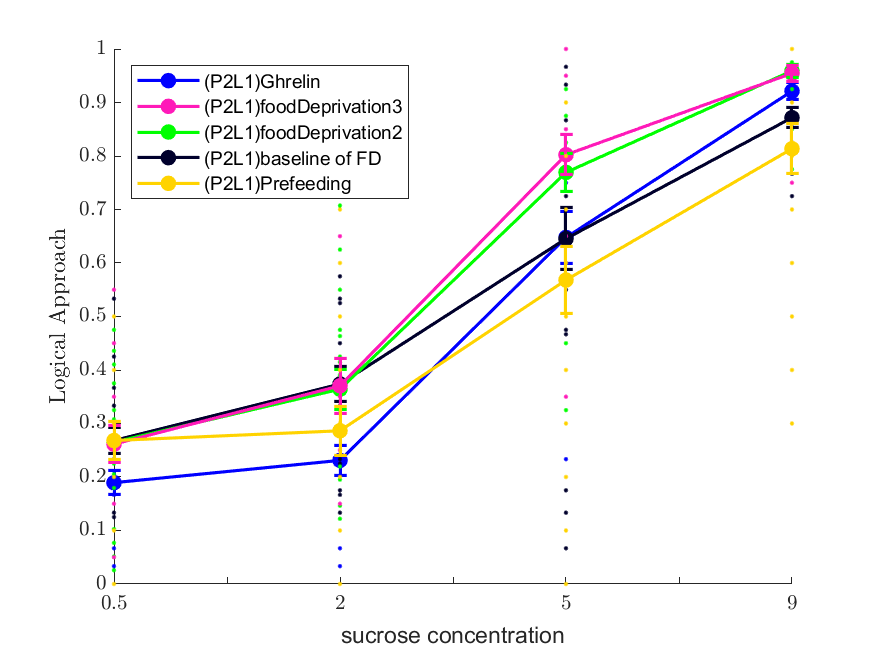 1
0.9
0.8
0.7
0.6
0.5
0.4
0.3
0.2
0.1
0
Logical Approach
(P2L1)Ghrelin
(P2L1)foodDeprivation3
(P2L1)foodDeprivation2
(P2L1)baseline of FD
(P2L1)Prefeeding
0.5 2 5 9
sucrose concentration